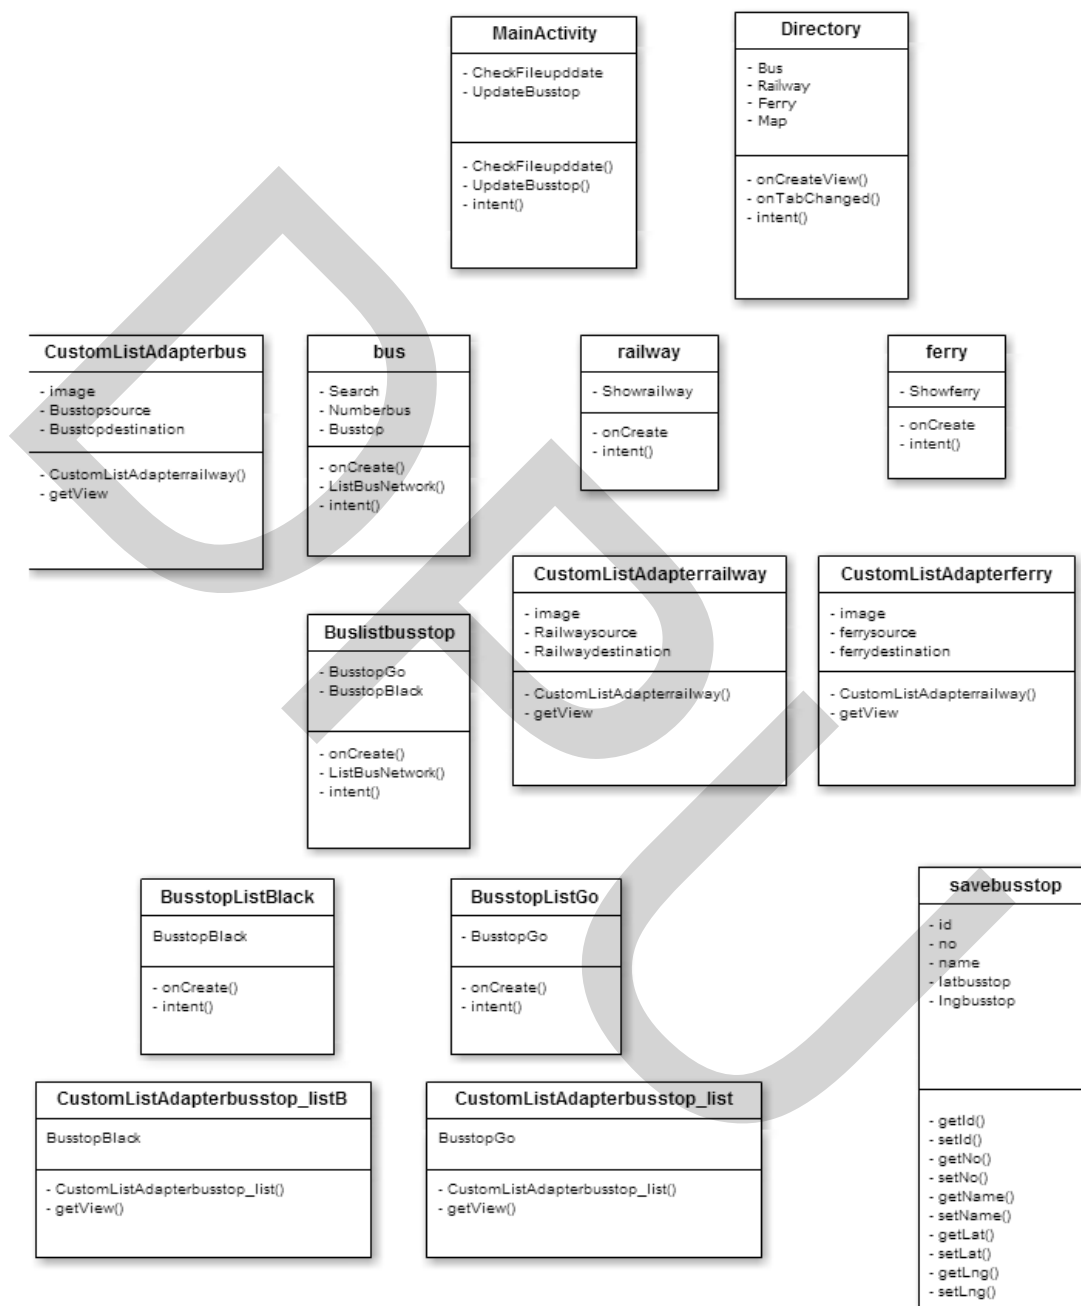 MainActivity
- CheckFileupddate
- UpdateBusstop
- CheckFileupddate()
- UpdateBusstop()
- intent()
Directory
- Bus
- Railway
- Ferry
- Map
- onCreateView()
- onTabChanged()
- intent()
CustomListAdapterbus
- image
- Busstopsource
- Busstopdestination
- CustomListAdapterrailway()
- getView
bus
- Search
- Numberbus
- Busstop
- onCreate()
- ListBusNetwork()
- intent()
railway
- Showrailway
- onCreate
- intent()
ferry
- Showferry
- onCreate
- intent()
Buslistbusstop
- BusstopGo
- BusstopBlack
- onCreate()
- ListBusNetwork()
- intent()
CustomListAdapterrailway
- image
- Railwaysource
- Railwaydestination
- CustomListAdapterrailway()
- getView
CustomListAdapterferry
- image
- ferrysource
- ferrydestination
- CustomListAdapterrailway()
- getView
BusstopListBlack
BusstopBlack
- onCreate()
- intent()
BusstopListGo
- BusstopGo
- onCreate()
- intent()
savebusstop
- id
- no
- name
- latbusstop
- lngbusstop
- getId()
- setId()
- getNo()
- setNo()
- getName()
- setName()
- getLat()
- setLat()
- getLng()
- setLng()
CustomListAdapterbusstop_listB
BusstopBlack
- CustomListAdapterbusstop_list()
- getView()
CustomListAdapterbusstop_list
BusstopGo
- CustomListAdapterbusstop_list()
- getView()
DPU